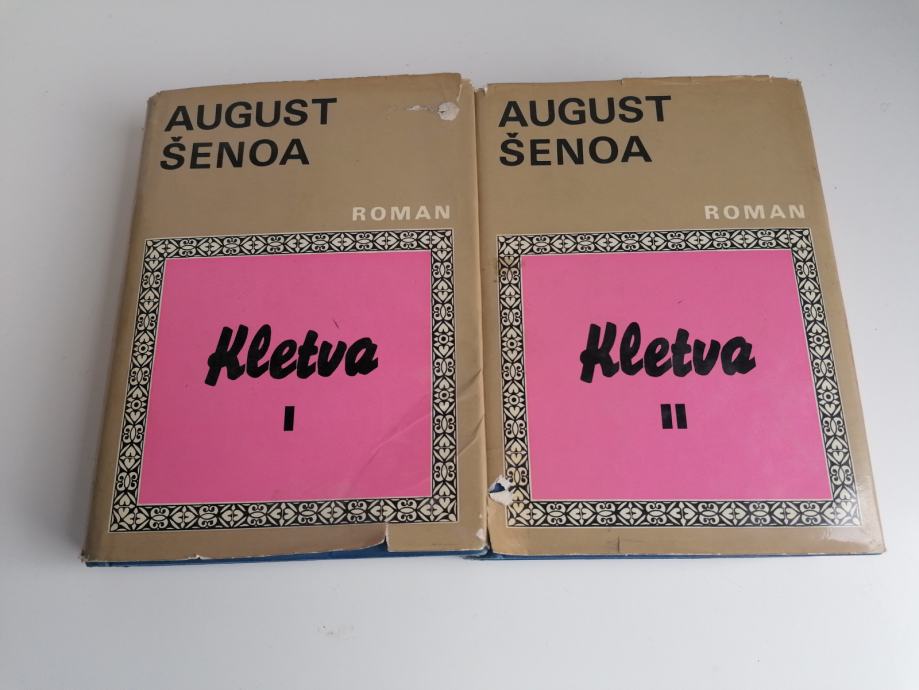 AUGUST
ŠENOA
ROMAN
Kletva
I
AUGUST
ŠENOA
ROMAN
Kletva
II